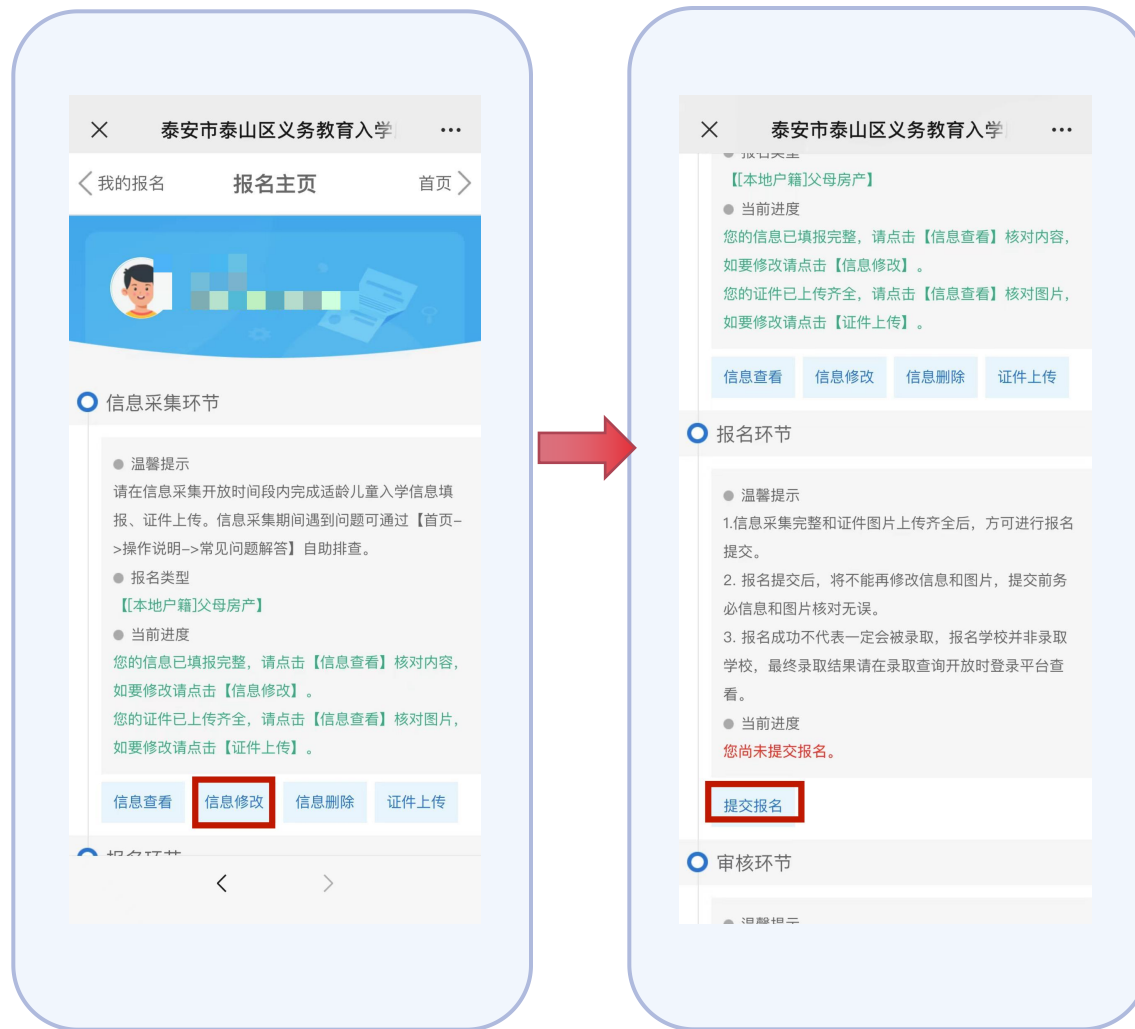 泰安市泰山区义务教育入学
我的报名
报名主页
首页
信息采集环节
温馨提示
请在信息采集开放时间段内完成适龄儿童入学信息填
报、证件上传。信息采集期间遇到问题可通过【首页–
>操作说明–>常见问题解答】自助排查。
报名类型
【[本地户籍]父母房产】
当前进度
您的信息已填报完整，请点击【信息查看】核对内容，
如要修改请点击【信息修改】。
您的证件已上传齐全，请点击【信息查看】核对图片，
如要修改请点击【证件上传】。
信息查看 信息修改 信息删除 证件上传
报名环节
泰安市泰山区义务教育入学
报名类型
【[本地户籍]父母房产】
当前进度
您的信息已填报完整，请点击【信息查看】核对内容，
如要修改请点击【信息修改】。
您的证件已上传齐全，请点击【信息查看】核对图片，
如要修改请点击【证件上传】。
信息查看 信息修改 信息删除 证件上传
报名环节
温馨提示
1.信息采集完整和证件图片上传齐全后，方可进行报名
提交。
2. 报名提交后，将不能再修改信息和图片，提交前务
必信息和图片核对无误。
3. 报名成功不代表一定会被录取，报名学校并非录取
学校，最终录取结果请在录取查询开放时登录平台查
看。
当前进度
您尚未提交报名。
提交报名
审核环节
温馨提示